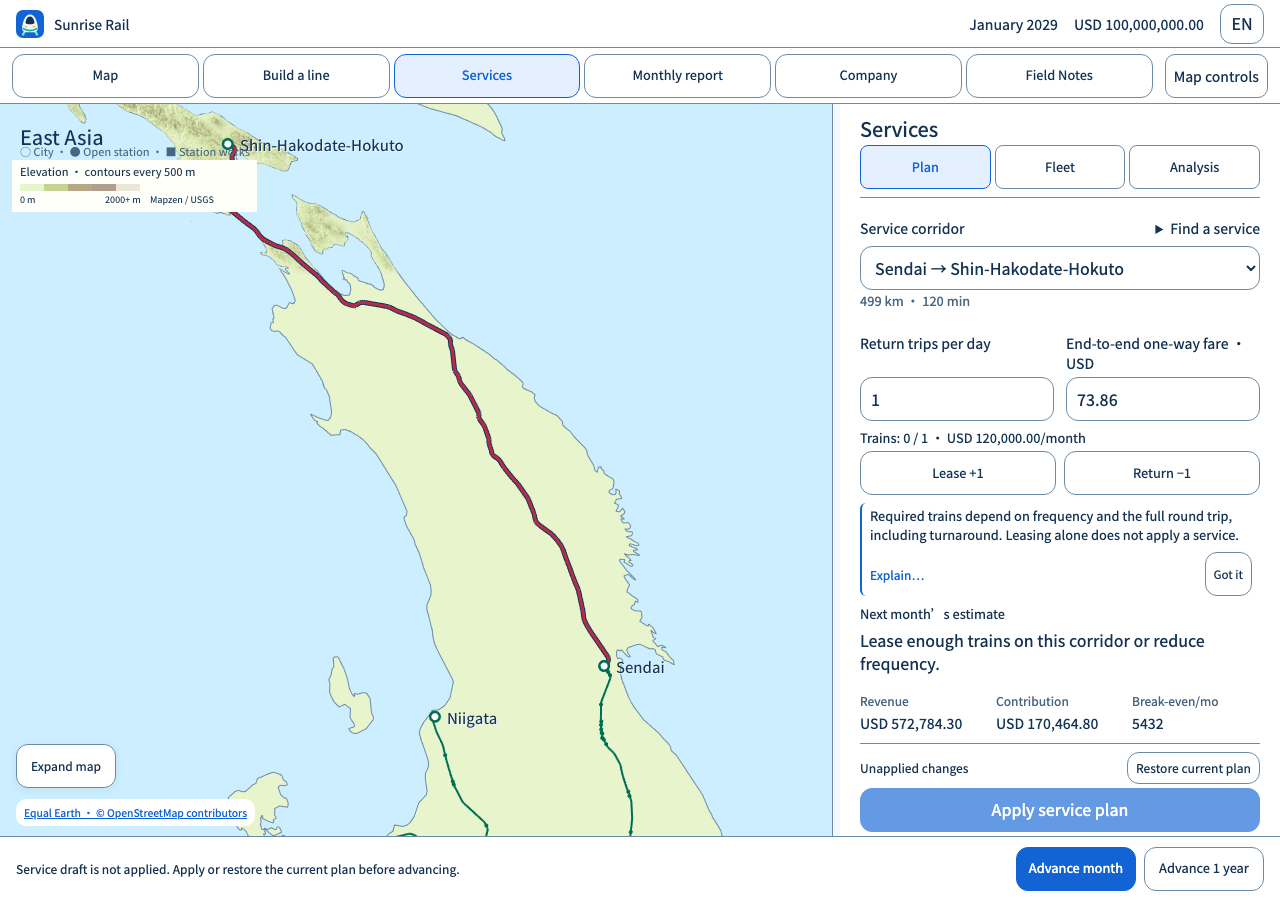 Sunrise Rail
January 2029
USD 100,000,000.00
EN
Map
Build a line
Services
Monthly report
Company
Field Notes
Map controls
East Asia
City • Open station • Station works
Elevation • contours every 500 m
0 m
2000+ m
Mapzen / USGS
Shin-Hakodate-Hokuto
Sendai
Niigata
Expand map
Equal Earth • © OpenStreetMap contributors
Services
Plan
Fleet
Analysis
Service corridor
▶ Find a service
Sendai → Shin-Hakodate-Hokuto
499 km • 120 min
Return trips per day
End-to-end one-way fare •
USD
1
73.86
Trains: 0 / 1 • USD 120,000.00/month
Lease +1
Return −1
Required trains depend on frequency and the full round trip,
including turnaround. Leasing alone does not apply a service.
Explain…
Got it
Next month’s estimate
Lease enough trains on this corridor or reduce
frequency.
Revenue
Contribution
Break-even/mo
USD 572,784.30
USD 170,464.80
5432
Unapplied changes
Restore current plan
Apply service plan
Service draft is not applied. Apply or restore the current plan before advancing.
Advance month
Advance 1 year